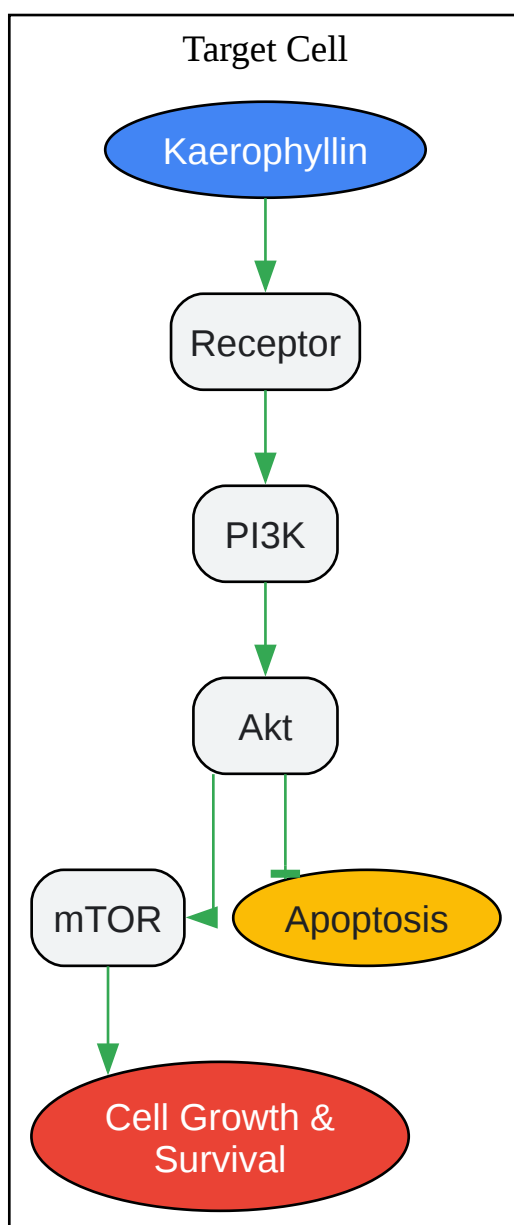 Target Cell
Kaerophyllin
Receptor
PI3K
Akt
mTOR
Apoptosis
Cell Growth &
Survival